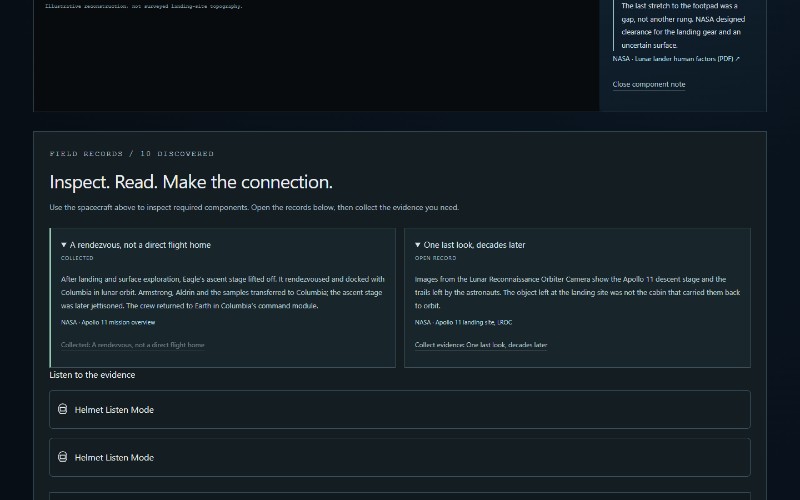 Illustrative reconstruction, not surveyed landing-site topography.
The last stretch to the footpad was a
gap, not another rung. NASA designed
clearance for the landing gear and an
uncertain surface.
NASA · Lunar lander human factors (PDF) ↗
Close component note
FIELD RECORDS / 10 DISCOVERED
Inspect. Read. Make the connection.
Use the spacecraft above to inspect required components. Open the records below, then collect the evidence you need.
▼ A rendezvous, not a direct flight home
COLLECTED
After landing and surface exploration, Eagle's ascent stage lifted off. It rendezvoused and docked with
Columbia in lunar orbit. Armstrong, Aldrin and the samples transferred to Columbia; the ascent stage
was later jettisoned. The crew returned to Earth in Columbia's command module.
NASA · Apollo 11 mission overview
Collected: A rendezvous, not a direct flight home
▼ One last look, decades later
OPEN RECORD
Images from the Lunar Reconnaissance Orbiter Camera show the Apollo 11 descent stage and the
trails left by the astronauts. The object left at the landing site was not the cabin that carried them back
to orbit.
NASA · Apollo 11 landing site, LROC
Collect evidence: One last look, decades later
Listen to the evidence
Helmet Listen Mode
Helmet Listen Mode